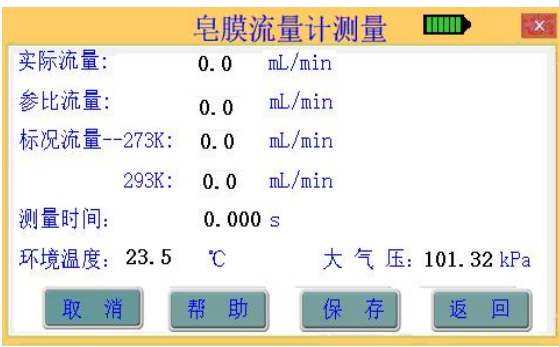 皂膜流量计测量
实际流量: 0.0 mL/min
参比流量: 0.0 mL/min
标况流量--273K: 0.0 mL/min
293K: 0.0 mL/min
测量时间: 0.000 s
环境温度: 23.5 ℃ 大 气 压: 101.32 kPa
取 消 帮 助 保 存 返 回